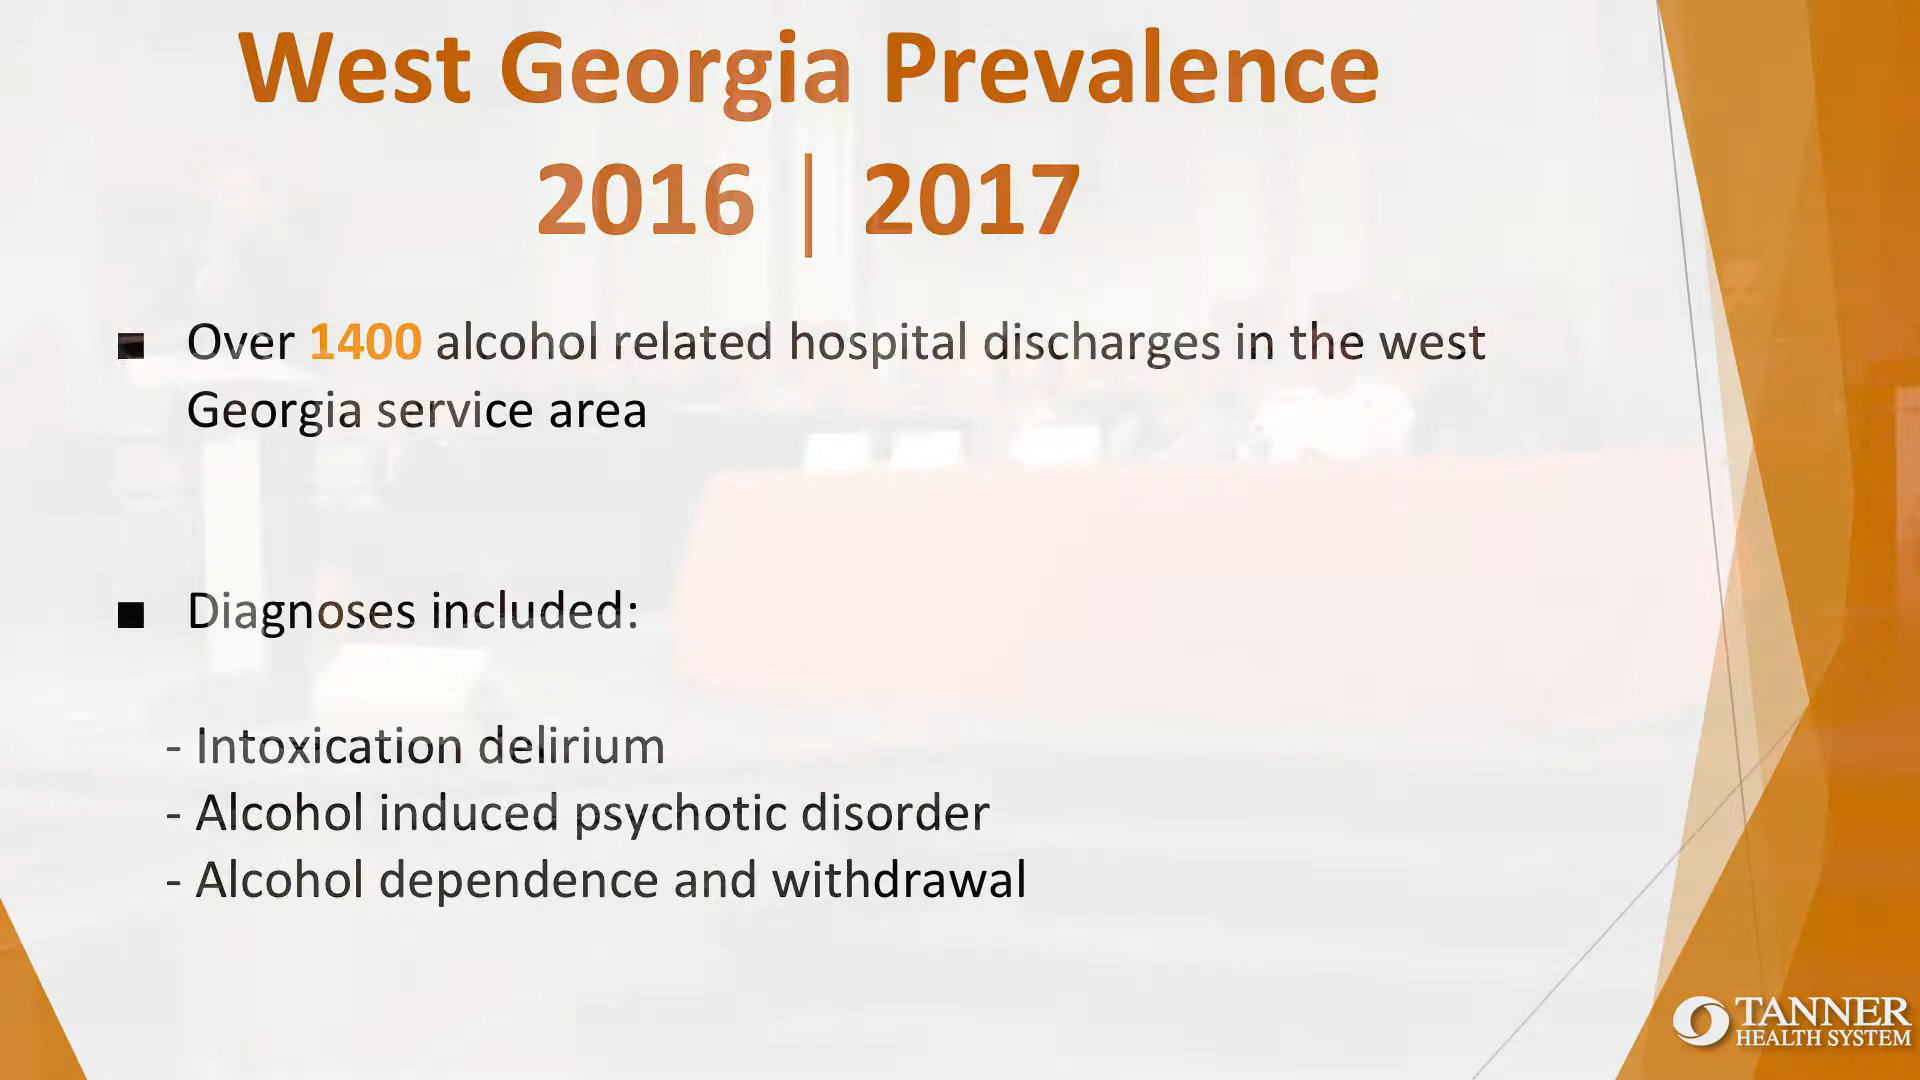 West Georgia Prevalence
2016 | 2017
■ Over 1400 alcohol related hospital discharges in the west
Georgia service area
■ Diagnoses included:
- Intoxication delirium
- Alcohol induced psychotic disorder
- Alcohol dependence and withdrawal
TANNER
HEALTH SYSTEM